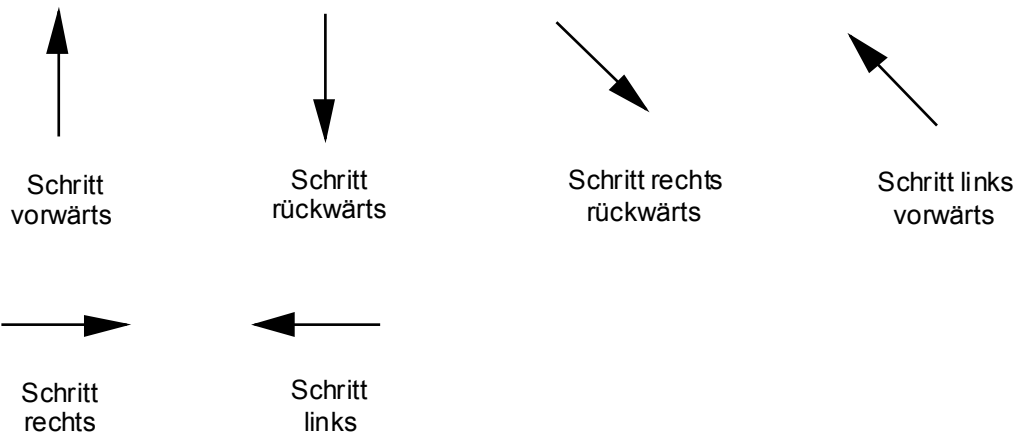 Schritt
vorwärts
Schritt
rückwärts
Schritt rechts
rückwärts
Schritt links
vorwärts
Schritt
rechts
Schritt
links